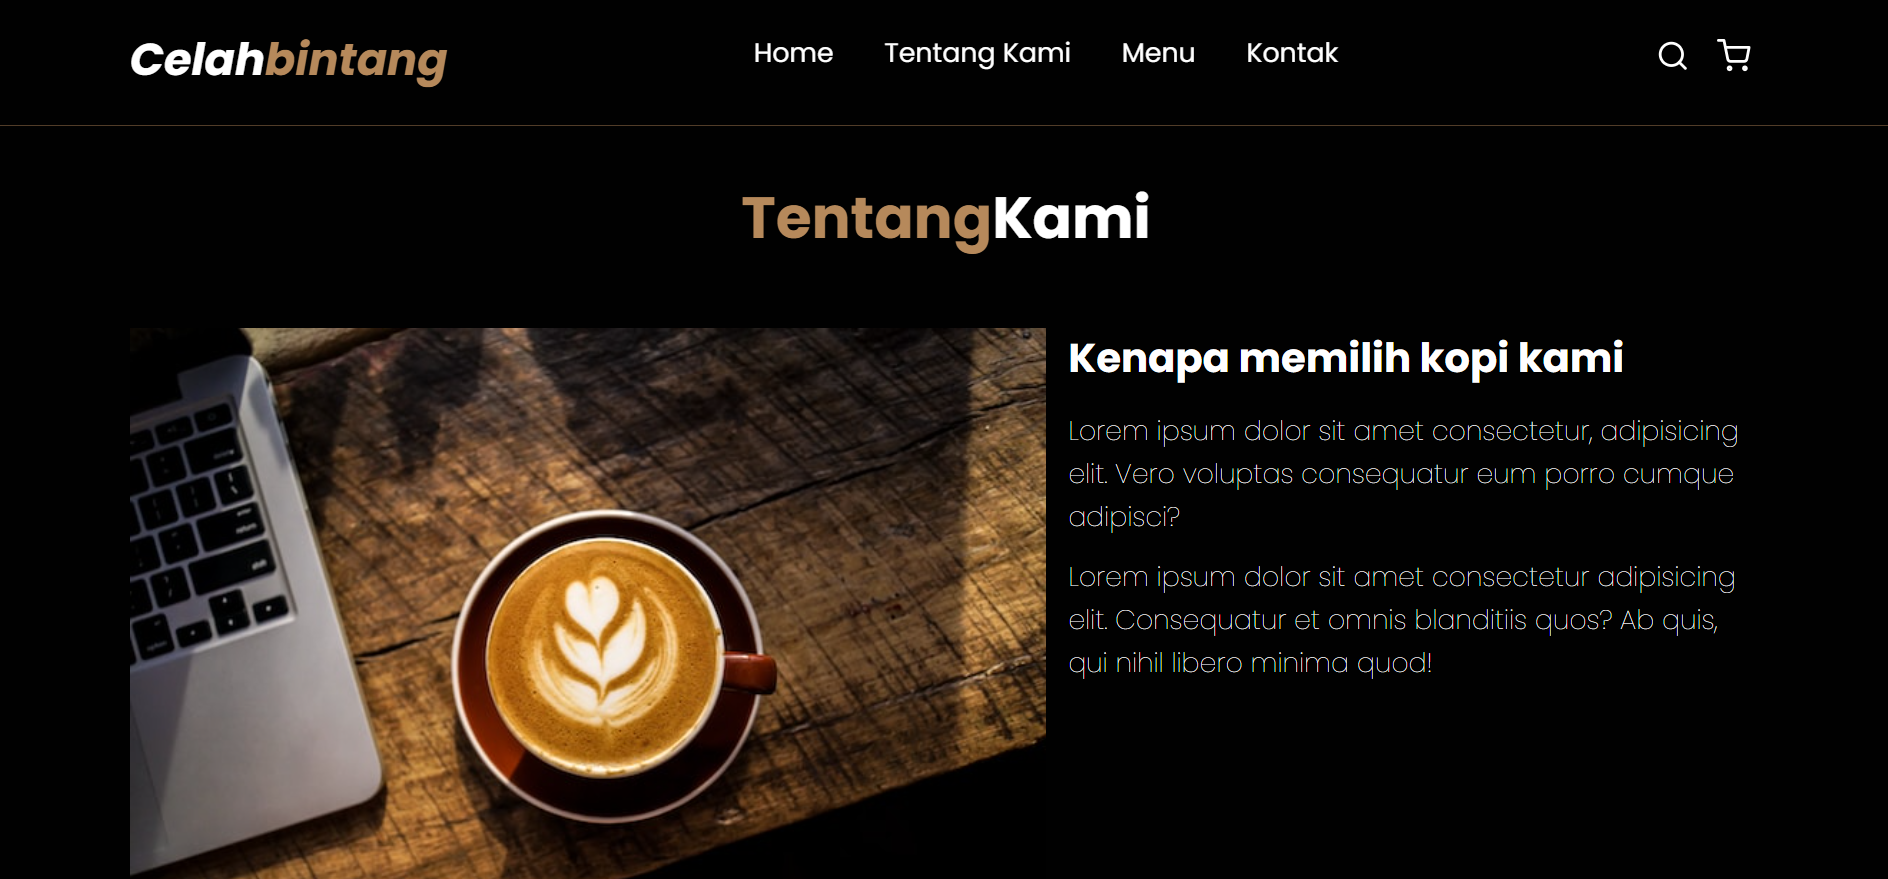 Celahbintang
Home Tentang Kami Menu Kontak
TentangKami
Kenapa memilih kopi kami
Lorem ipsum dolor sit amet consectetur, adipisicing
elit. Vero voluptas consequatur eum porro cumque
adipisci?
Lorem ipsum dolor sit amet consectetur adipisicing
elit. Consequatur et omnis blanditiis quos? Ab quis,
qui nihil libero minima quod!